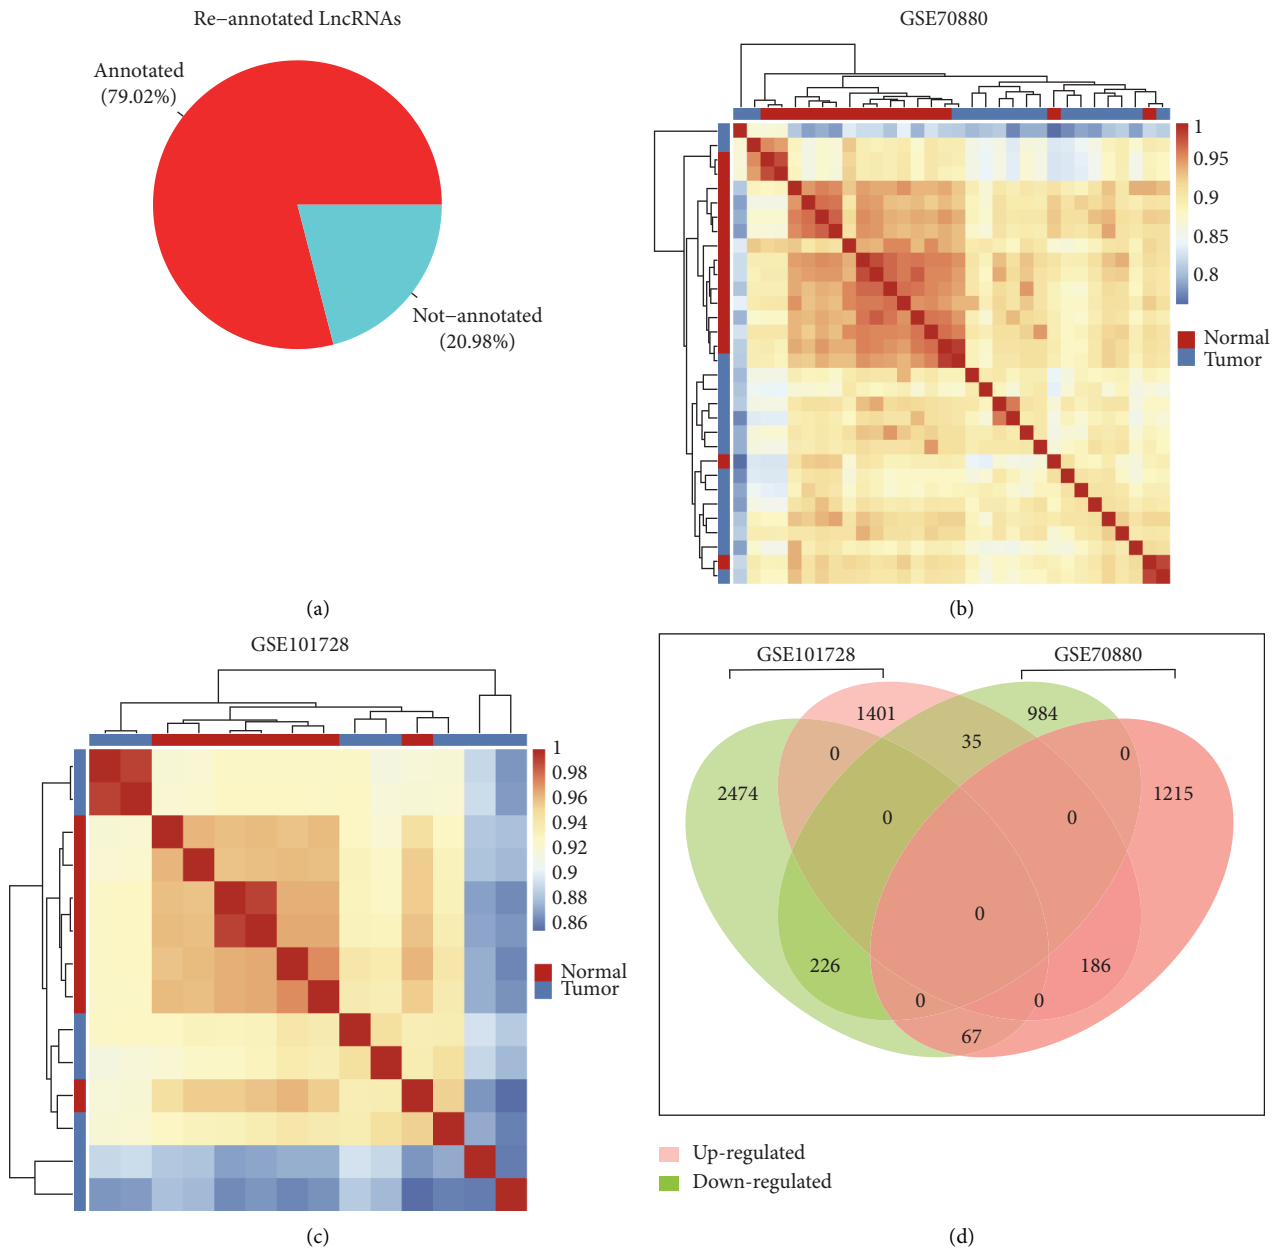 Re−annotated LncRNAs
Annotated
(79.02%)
Not−annotated
(20.98%)
(a)
GSE70880
1
0.95
0.9
0.85
0.8
Normal
Tumor
(b)
GSE101728
1
0.98
0.96
0.94
0.92
0.9
0.88
0.86
Normal
Tumor
(c)
GSE101728
GSE70880
1401
984
35
0
0
2474
1215
0
0
0
226
186
0
0
67
Up-regulated
Down-regulated
(d)